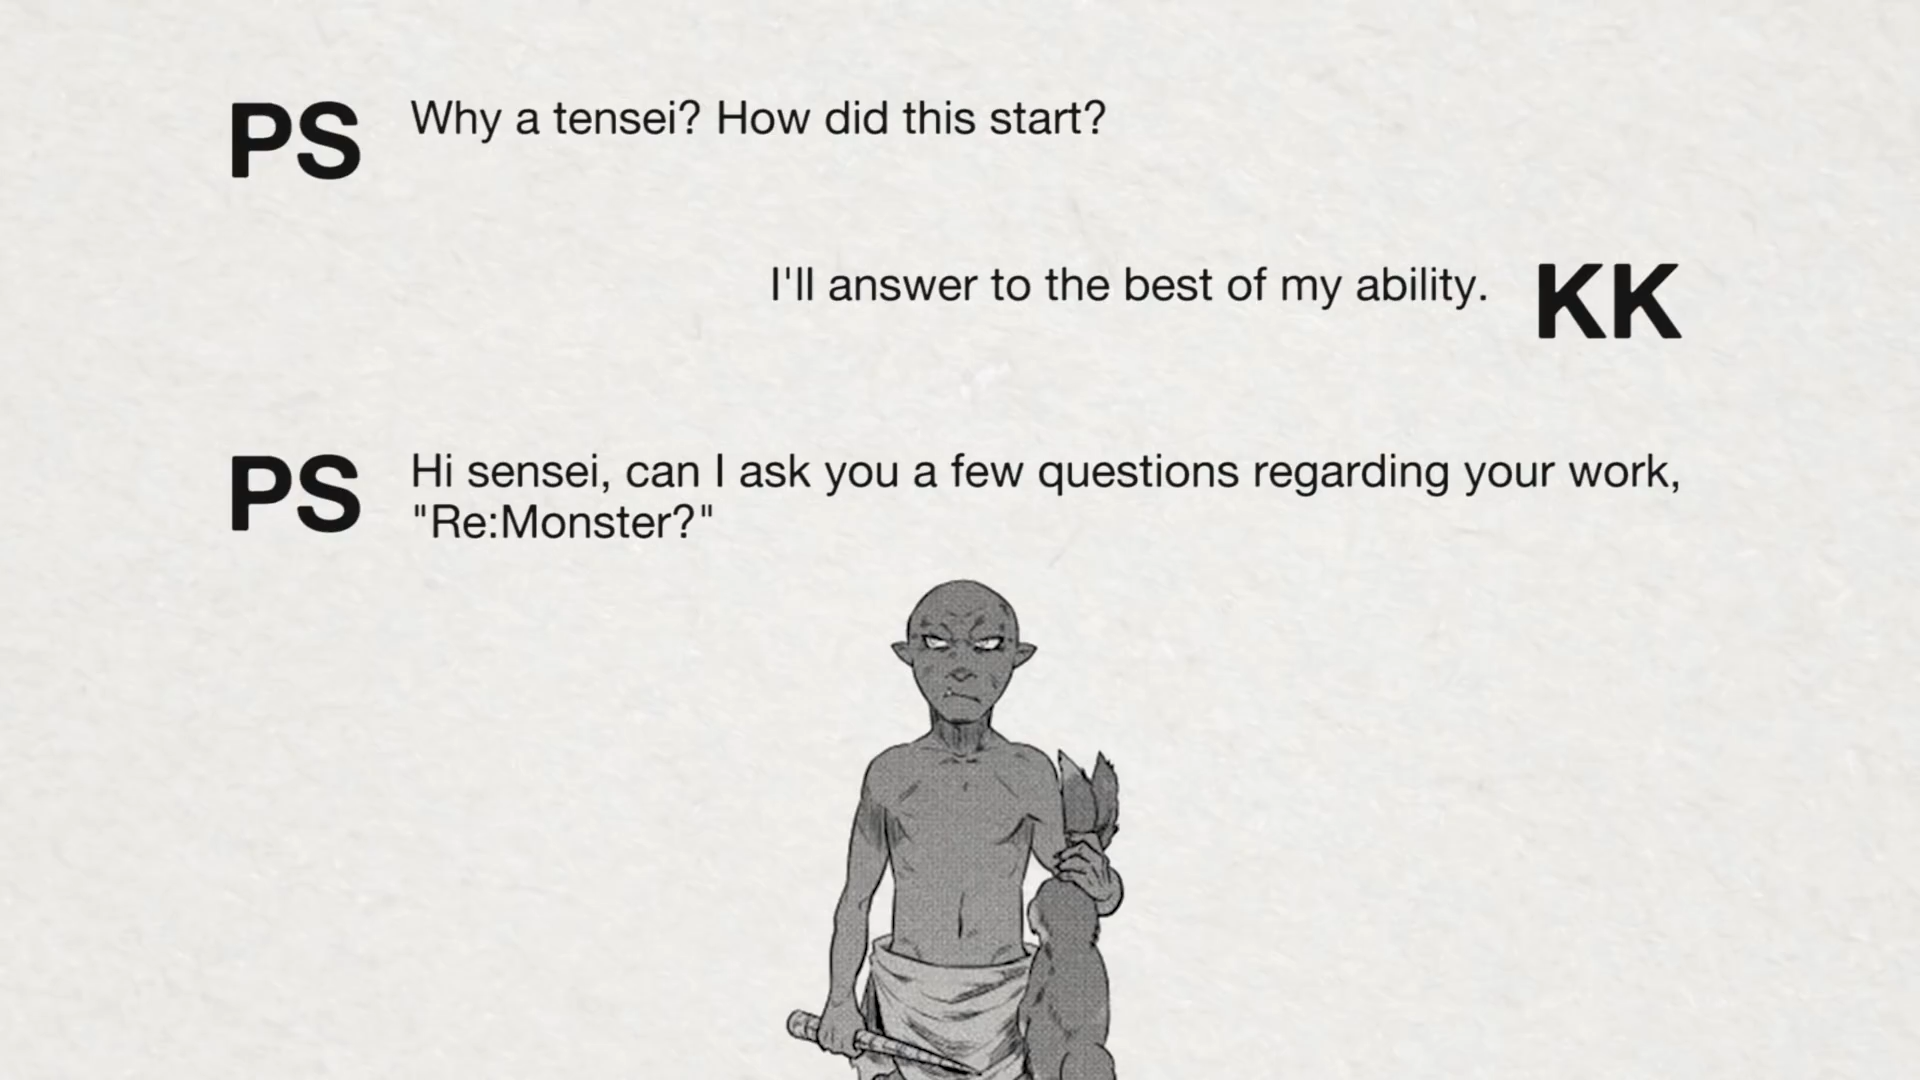 PS Why a tensei? How did this start?
I'll answer to the best of my ability. KK
PS Hi sensei, can I ask you a few questions regarding your work,
"Re:Monster?"